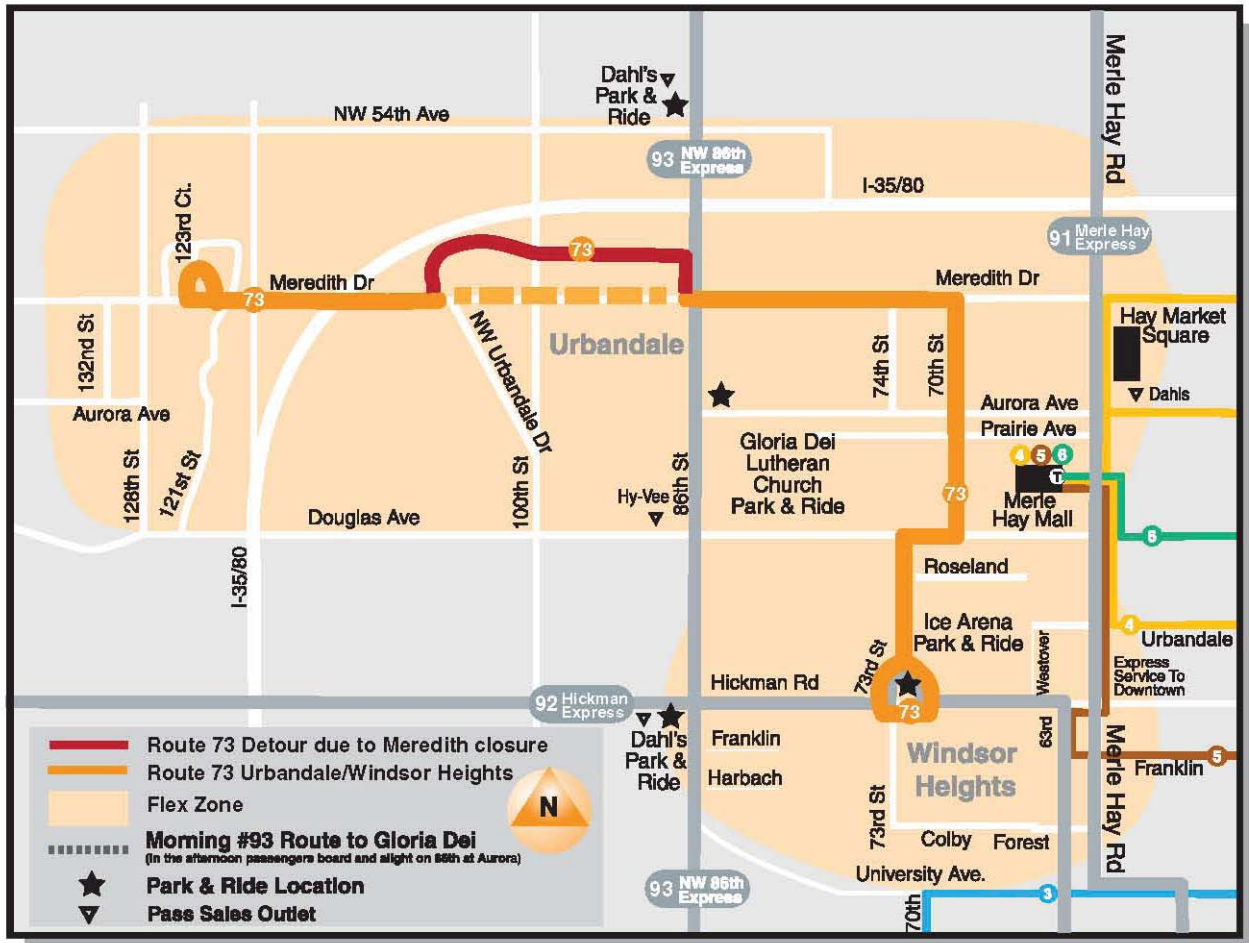 Dahl's
Park &
Ride
Merle Hay Rd
NW 54th Ave
93 NW 86th
Express
I-35/80
123rd Ct.
91 Merle Hay
Express
73
Meredith Dr
73
Meredith Dr
132nd St
NW Urbandale Dr
Urbandale
74th St
70th St
Hay Market
Square
Dahls
Aurora Ave
Aurora Ave
Prairie Ave
128th St
121st St
100th St
86th St
Gloria Dei
Lutheran
Church
Park & Ride
4 5 6
T
Merle
Hay Mall
73
Hy-Vee
Douglas Ave
6
I-35/80
Roseland
Ice Arena
Park & Ride
4
Urbandale
73rd St
Westover
Express
Service To
Downtown
Hickman Rd
92 Hickman
Express
73
63rd
Merle Hay Rd
Dahl's
Park &
Ride
Franklin
Harbach
Windsor
Heights
5
Franklin
73rd St
Colby
Forest
University Ave.
93 NW 86th
Express
70th
3
Route 73 Detour due to Meredith closure
Route 73 Urbandale/Windsor Heights
Flex Zone
N
Morning #93 Route to Gloria Dei
(In the afternoon passengers board and alight on 86th at Aurora)
Park & Ride Location
Pass Sales Outlet